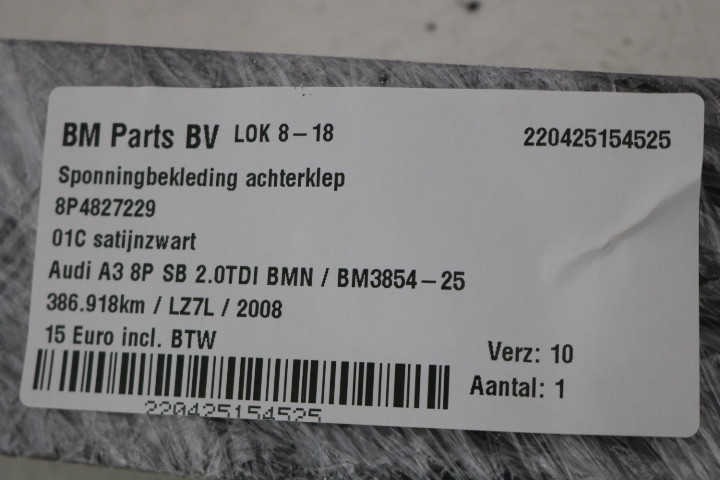 BM Parts BV LOK 8-18 220425154525
Sponningbekleding achterklep
8P4827229
01C satijnzwart
Audi A3 8P SB 2.0TDI BMN / BM3854-25
386.918km / LZ7L / 2008
15 Euro incl. BTW
Verz: 10
Aantal: 1
220425154525